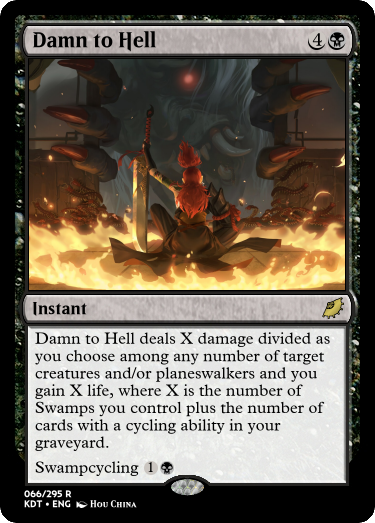 Damn to Hell 4
Instant
Damn to Hell deals X damage divided as
you choose among any number of target
creatures and/or planeswalkers and you
gain X life, where X is the number of
Swamps you control plus the number of
cards with a cycling ability in your
graveyard.
Swampcycling 1
066/295 R
KDT • ENG Hou China